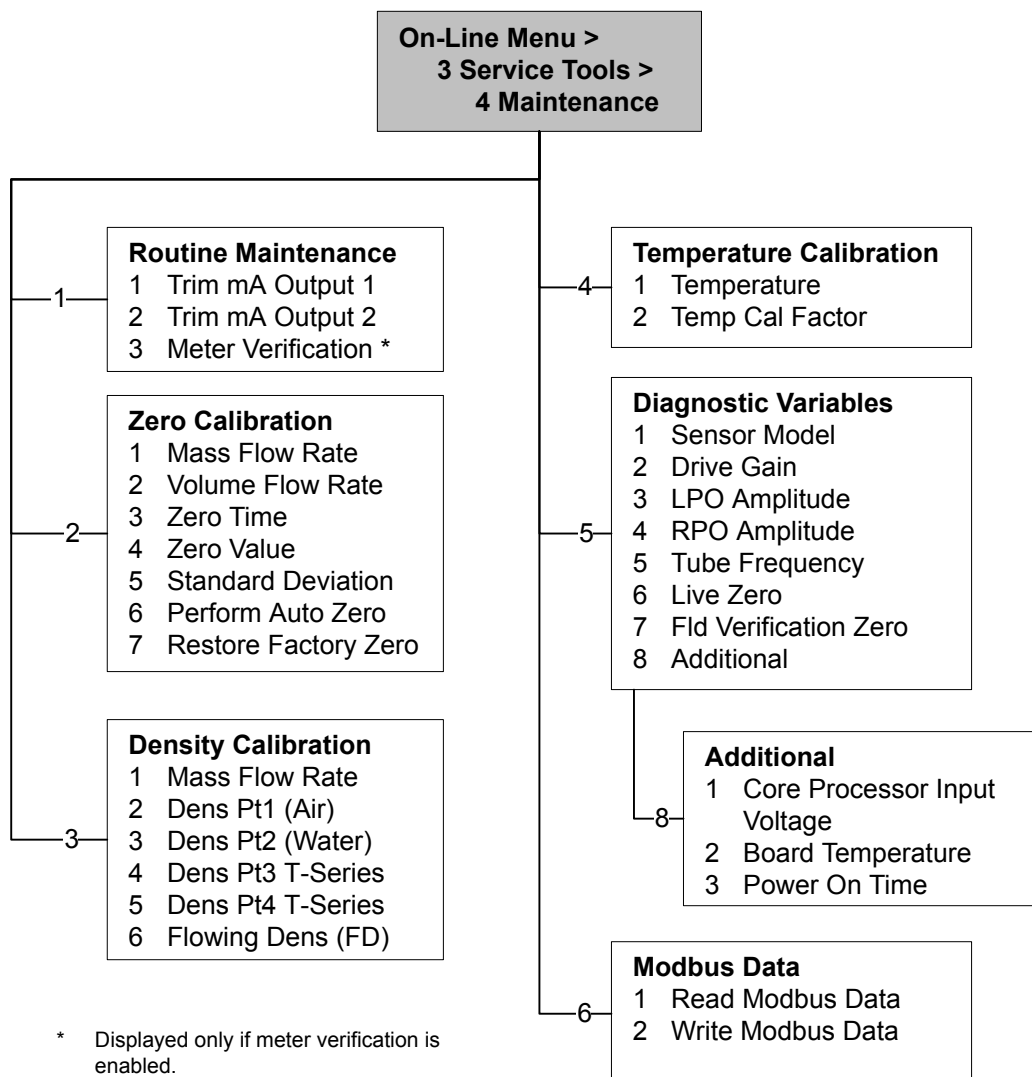 On-Line Menu >
3 Service Tools >
4 Maintenance
1
Routine Maintenance
1 Trim mA Output 1
2 Trim mA Output 2
3 Meter Verification *
2
Zero Calibration
1 Mass Flow Rate
2 Volume Flow Rate
3 Zero Time
4 Zero Value
5 Standard Deviation
6 Perform Auto Zero
7 Restore Factory Zero
3
Density Calibration
1 Mass Flow Rate
2 Dens Pt1 (Air)
3 Dens Pt2 (Water)
4 Dens Pt3 T-Series
5 Dens Pt4 T-Series
6 Flowing Dens (FD)
4
Temperature Calibration
1 Temperature
2 Temp Cal Factor
5
Diagnostic Variables
1 Sensor Model
2 Drive Gain
3 LPO Amplitude
4 RPO Amplitude
5 Tube Frequency
6 Live Zero
7 Fld Verification Zero
8 Additional
8
Additional
1 Core Processor Input
Voltage
2 Board Temperature
3 Power On Time
6
Modbus Data
1 Read Modbus Data
2 Write Modbus Data
* Displayed only if meter verification is
enabled.